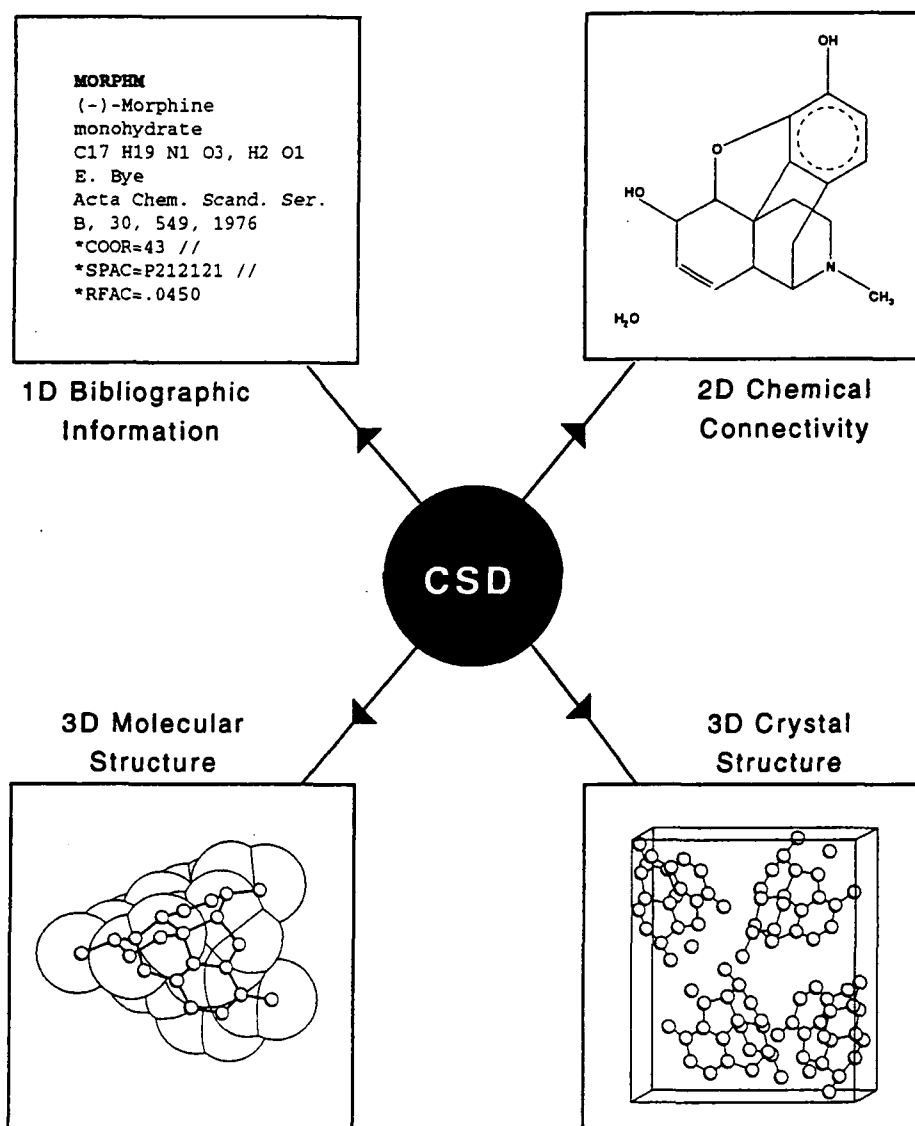 MORPHM
(-)-Morphine
monohydrate
C17 H19 N1 O3, H2 O1
E. Bye
Acta Chem. Scand. Ser.
B, 30, 549, 1976
*COOR=43 //
*SPAC=P212121 //
*RFAC=.0450
OH
O
HO
N
CH₃
H₂O
1D Bibliographic
Information
2D Chemical
Connectivity
CSD
3D Molecular
Structure
3D Crystal
Structure